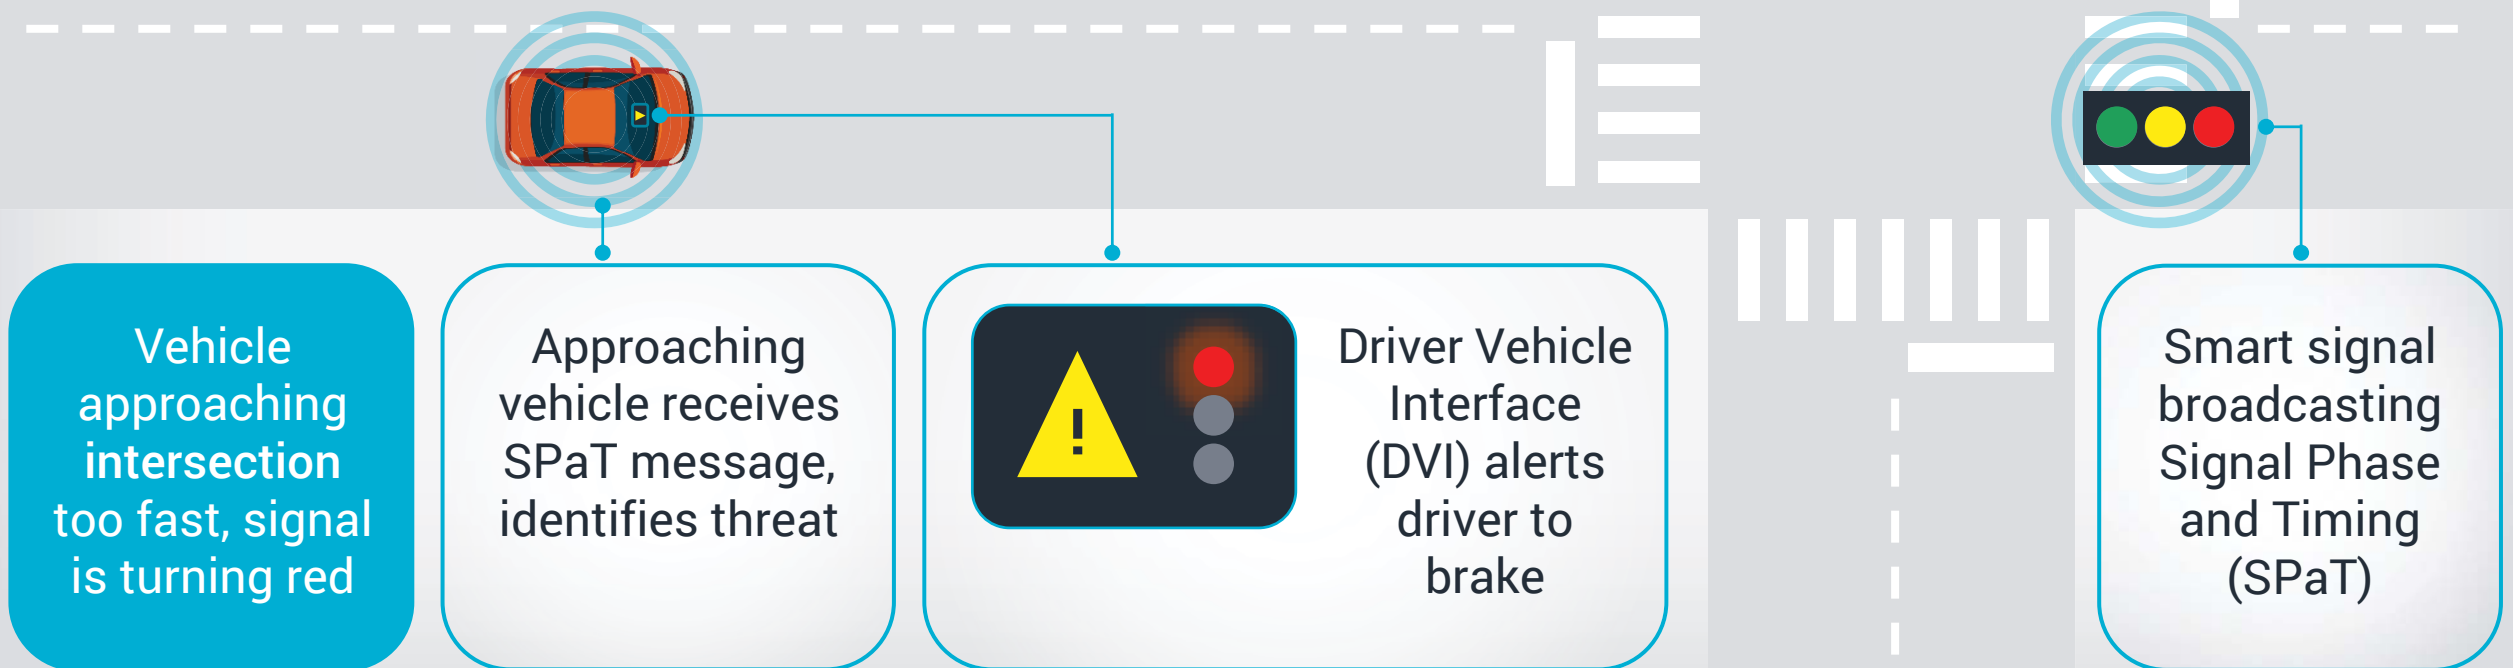 Vehicle
approaching
intersection
too fast, signal
is turning red
Approaching
vehicle receives
SPaT message,
identifies threat
!
Driver Vehicle
Interface
(DVI) alerts
driver to
brake
Smart signal
broadcasting
Signal Phase
and Timing
(SPaT)